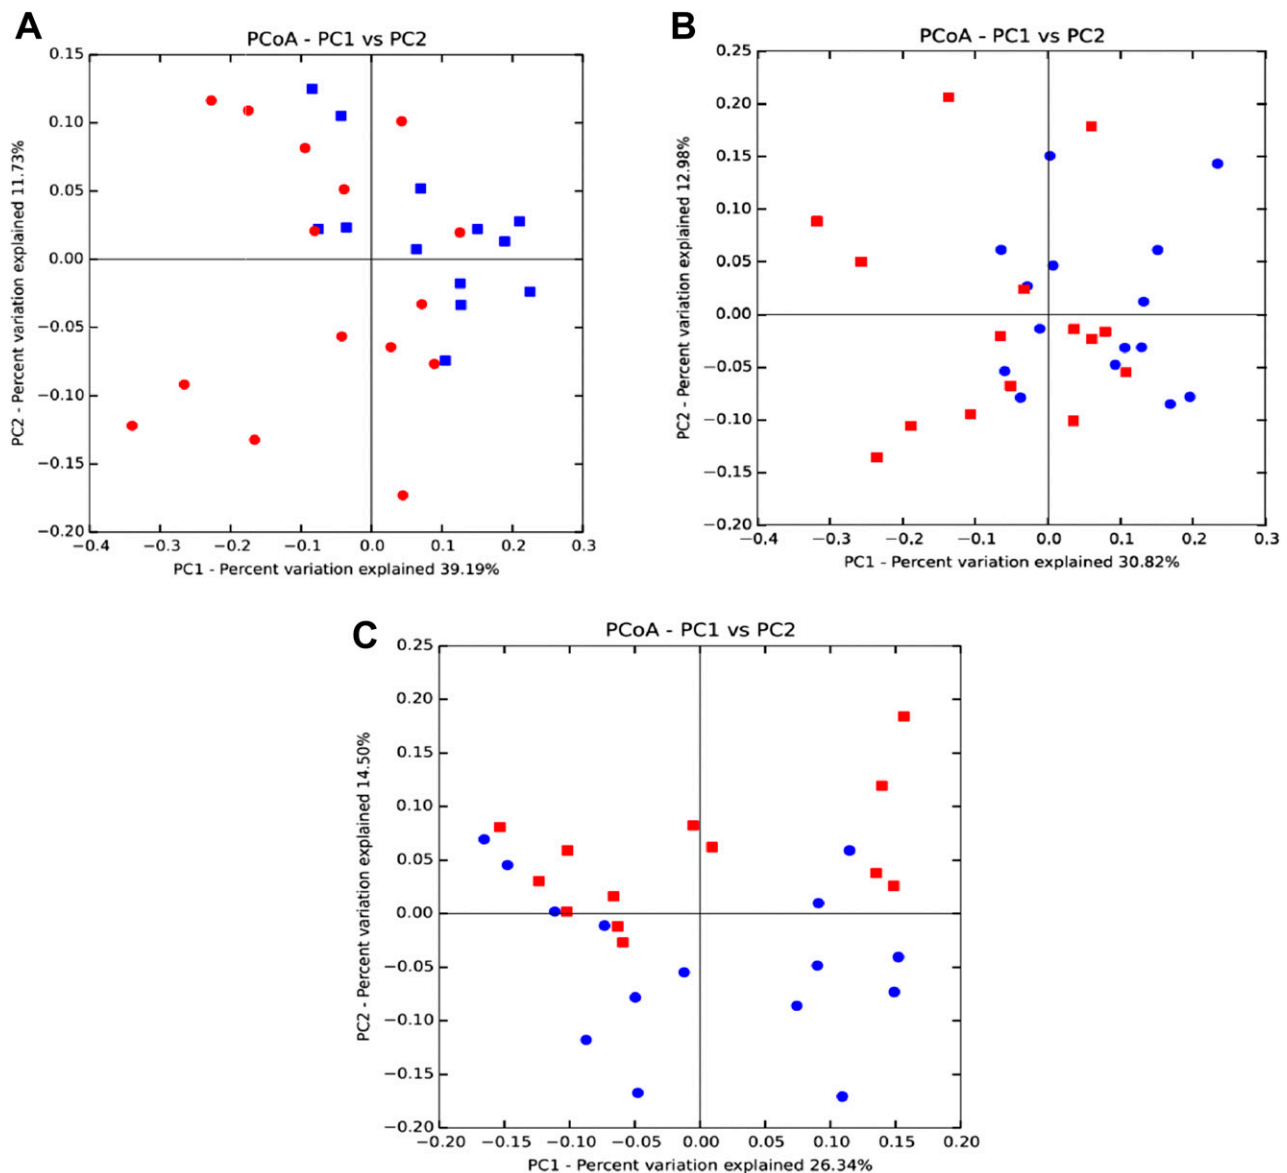 A
PCoA - PC1 vs PC2
0.15
0.10
0.05
0.00
−0.05
−0.10
−0.15
−0.20
PC2 - Percent variation explained 11.73%
−0.4 −0.3 −0.2 −0.1 0.0 0.1 0.2 0.3
PC1 - Percent variation explained 39.19%
B
PCoA - PC1 vs PC2
0.25
0.20
0.15
0.10
0.05
0.00
−0.05
−0.10
−0.15
−0.20
PC2 - Percent variation explained 12.98%
−0.4 −0.3 −0.2 −0.1 0.0 0.1 0.2 0.3
PC1 - Percent variation explained 30.82%
C
PCoA - PC1 vs PC2
0.25
0.20
0.15
0.10
0.05
0.00
−0.05
−0.10
−0.15
−0.20
PC2 - Percent variation explained 14.50%
−0.20 −0.15 −0.10 −0.05 0.00 0.05 0.10 0.15 0.20
PC1 - Percent variation explained 26.34%